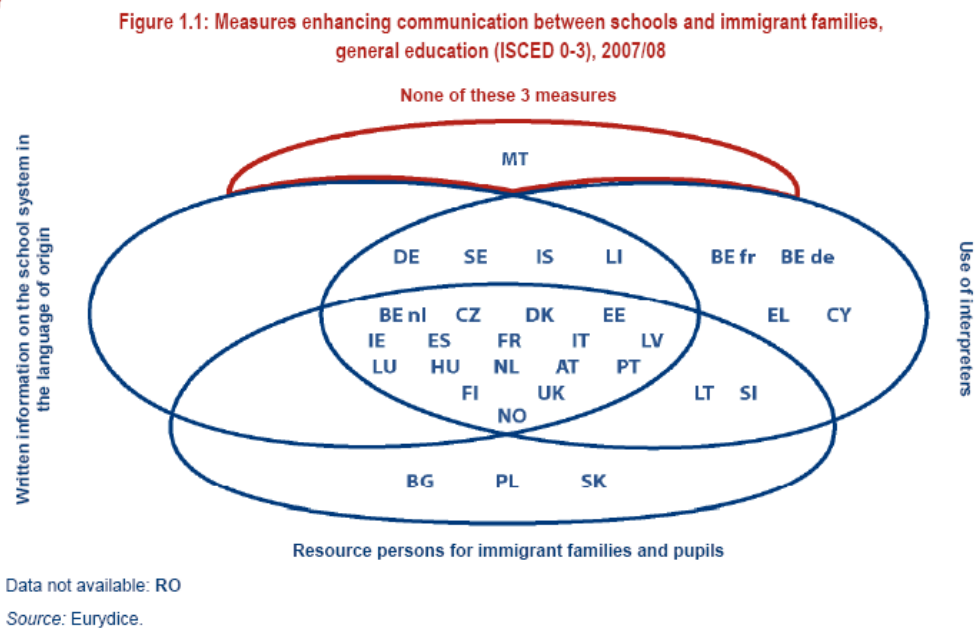 Figure 1.1: Measures enhancing communication between schools and immigrant families,
general education (ISCED 0-3), 2007/08
None of these 3 measures
MT
Written information on the school system in
the language of origin
DE SE IS LI BE fr BE de
BE nl CZ DK EE EL CY
IE ES FR IT LV
LU HU NL AT PT
FI UK LT SI
NO
BG PL SK
Use of interpreters
Resource persons for immigrant families and pupils
Data not available: RO
Source: Eurydice.